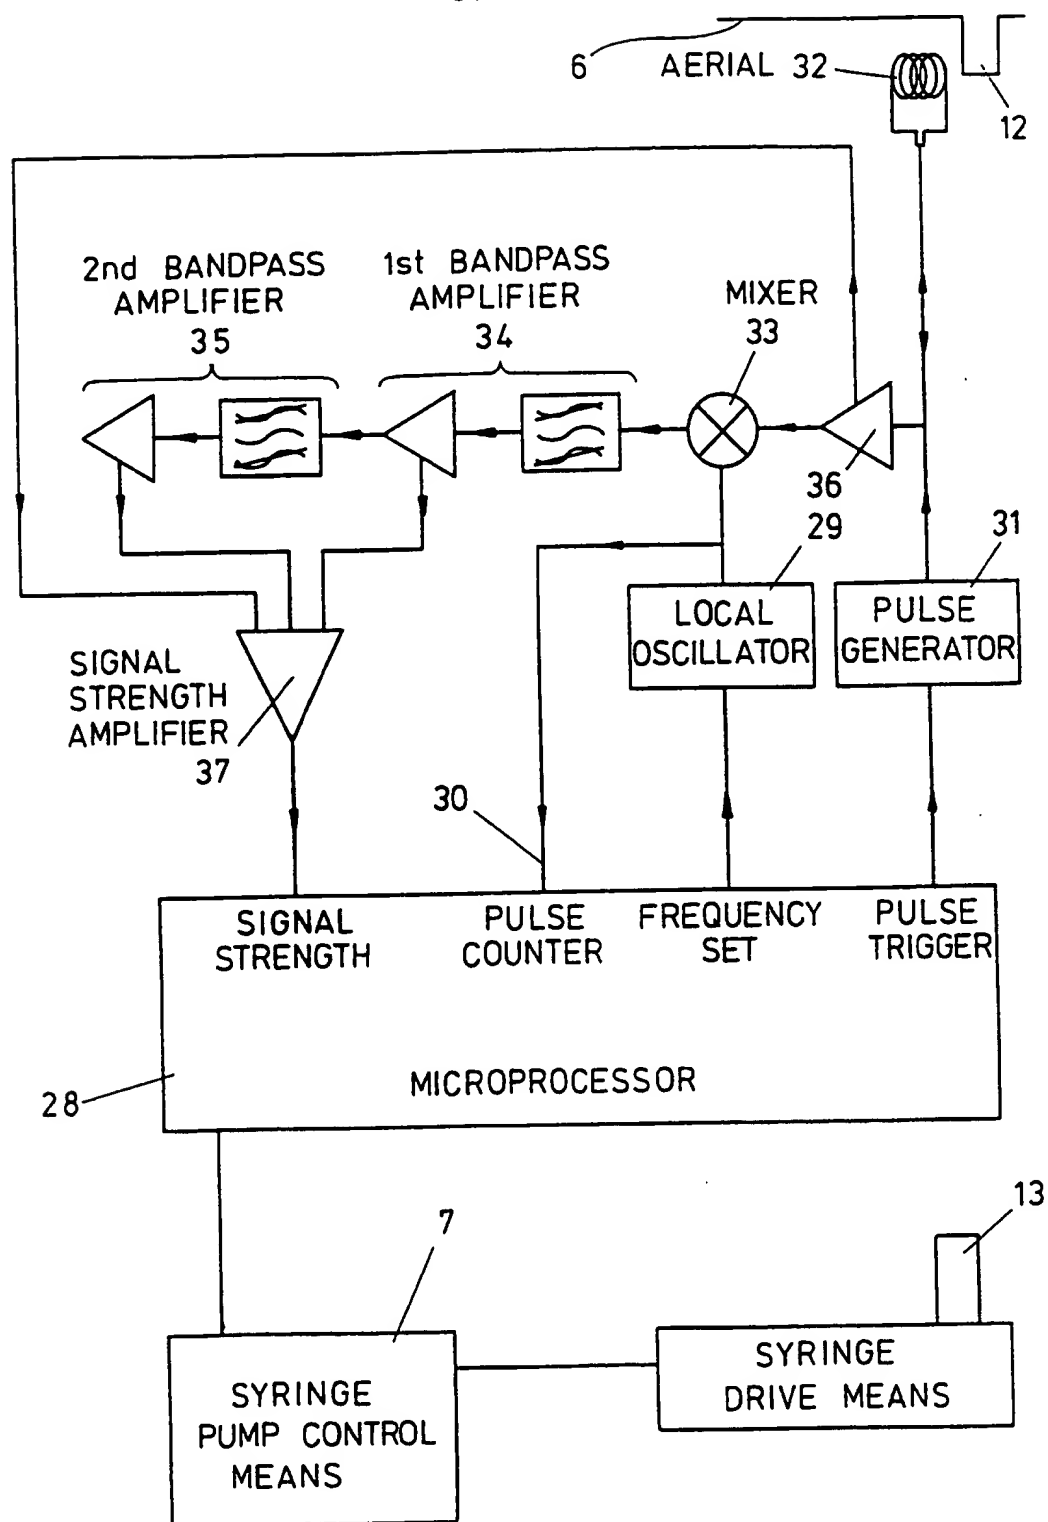 6
AERIAL 32
12
2nd BANDPASS
AMPLIFIER
35
1st BANDPASS
AMPLIFIER
34
MIXER
33
36
29
31
LOCAL
OSCILLATOR
PULSE
GENERATOR
SIGNAL
STRENGTH
AMPLIFIER
37
30
SIGNAL
STRENGTH
PULSE
COUNTER
FREQUENCY
SET
PULSE
TRIGGER
28
MICROPROCESSOR
7
13
SYRINGE
PUMP CONTROL
MEANS
SYRINGE
DRIVE MEANS